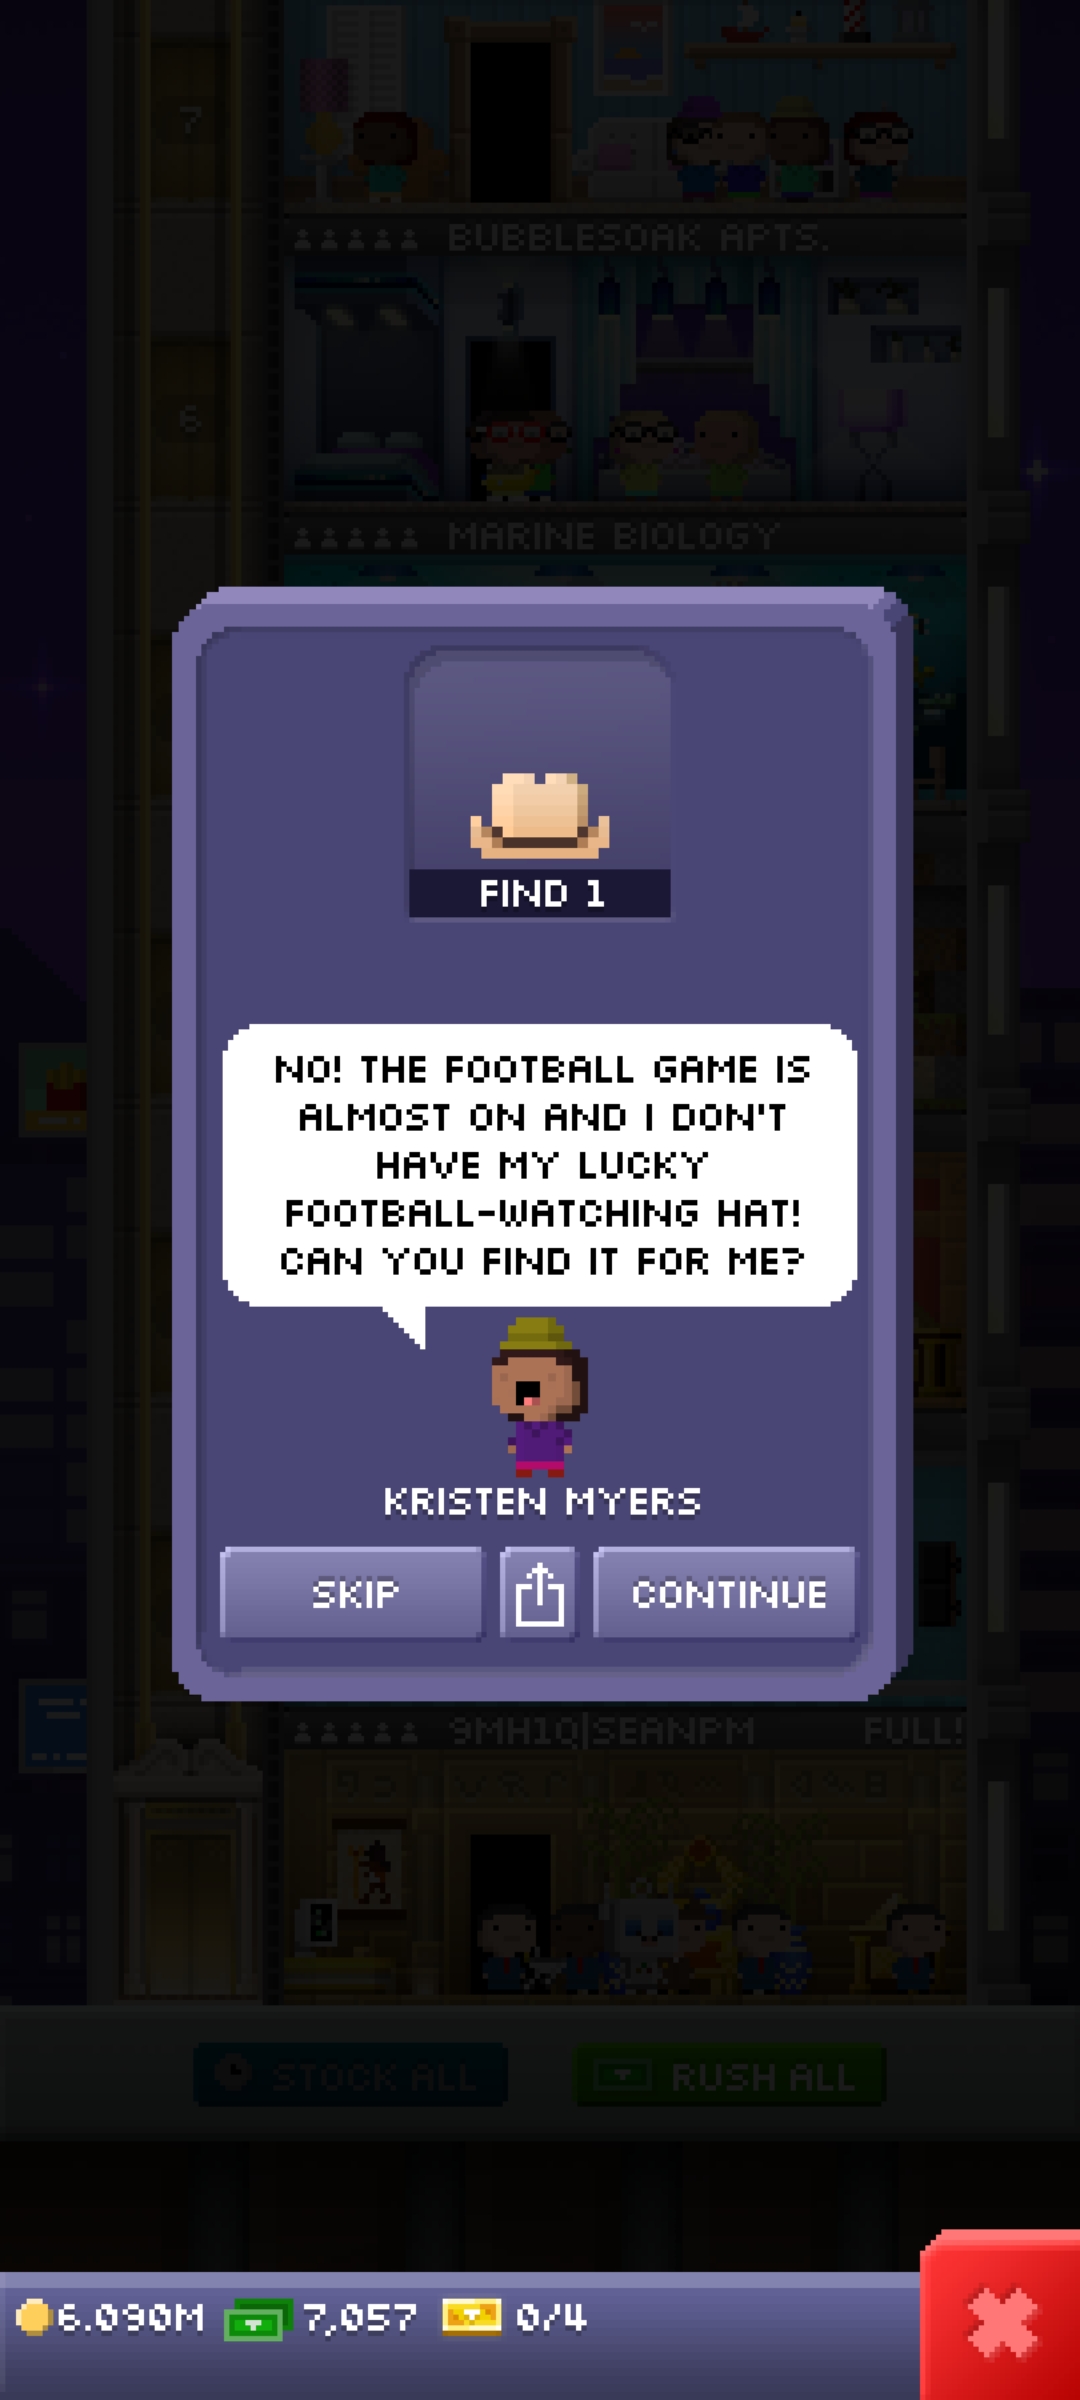 7
BUBBLESOAK APTS.
6
MARINE BIOLOGY
FIND 1
NO! THE FOOTBALL GAME IS
ALMOST ON AND I DON'T
HAVE MY LUCKY
FOOTBALL-WATCHING HAT!
CAN YOU FIND IT FOR ME?
KRISTEN MYERS
SKIP
CONTINUE
9MH1Q|SEANPM FULL!
STOCK ALL RUSH ALL
6.090M 7,057 0/4